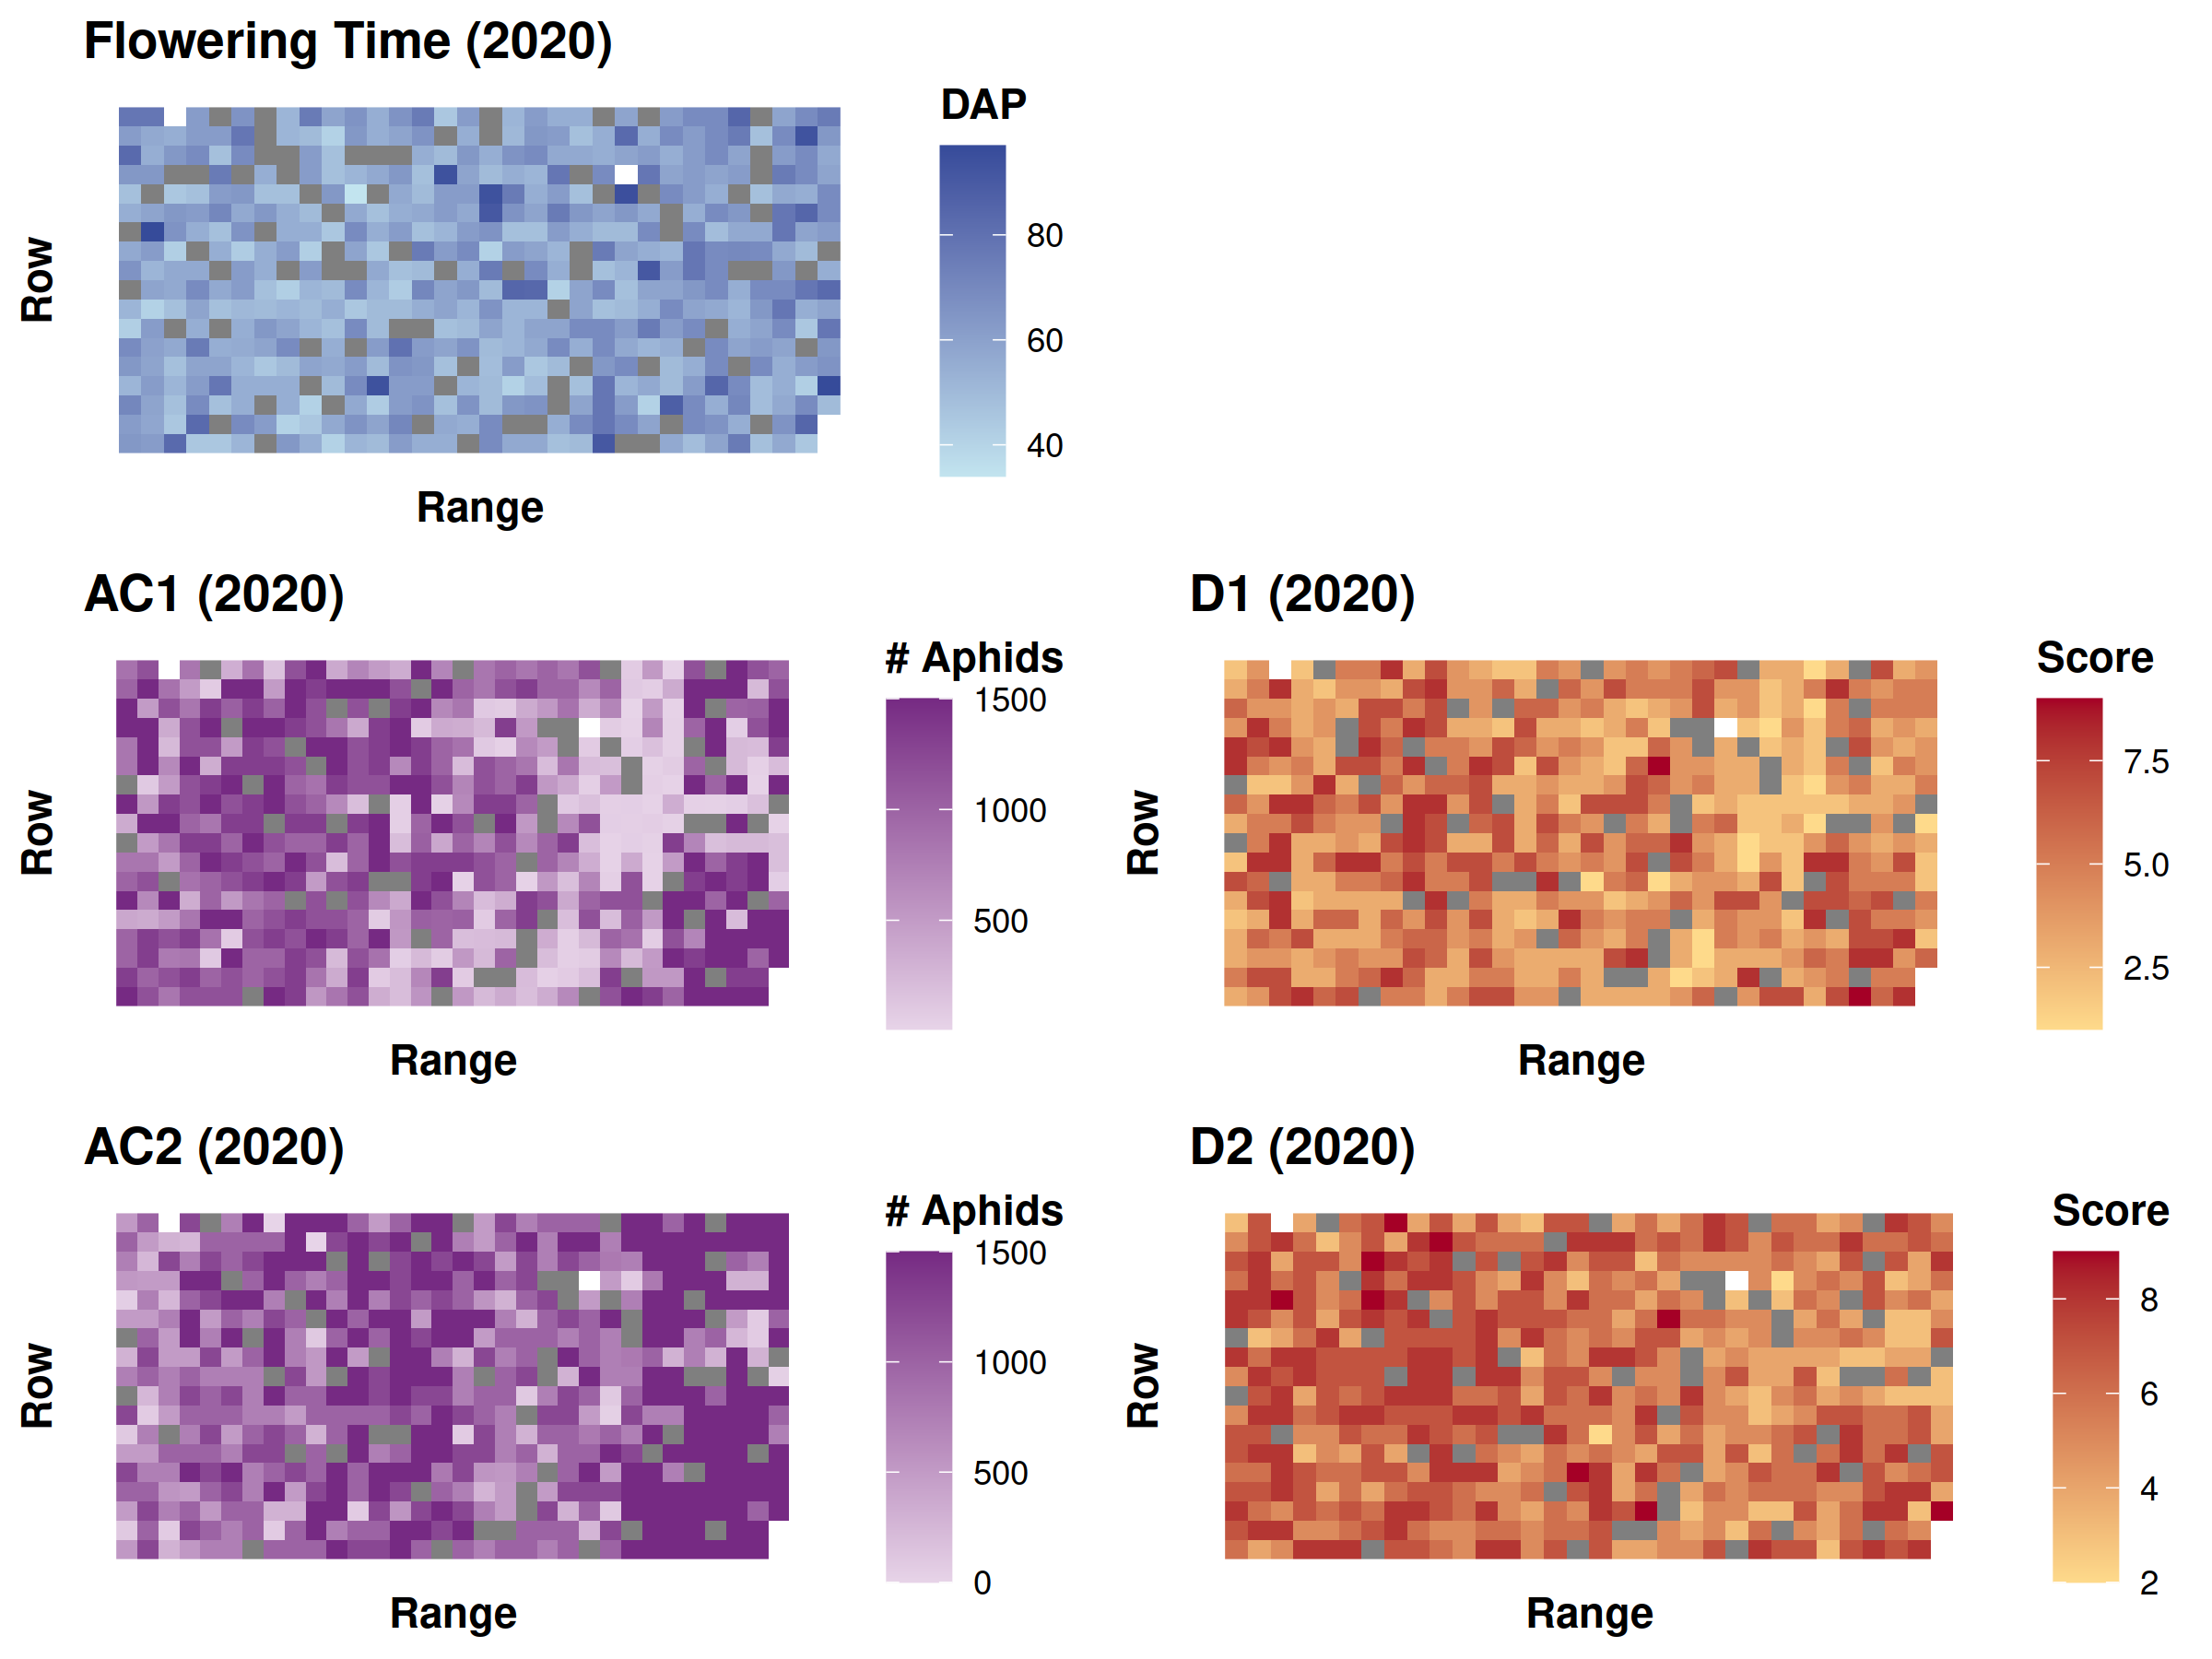 Flowering Time (2020)
DAP
80
60
40
Row
Range
AC1 (2020)
# Aphids
1500
1000
500
Row
Range
D1 (2020)
Score
7.5
5.0
2.5
Row
Range
AC2 (2020)
# Aphids
1500
1000
500
0
Row
Range
D2 (2020)
Score
8
6
4
2
Row
Range